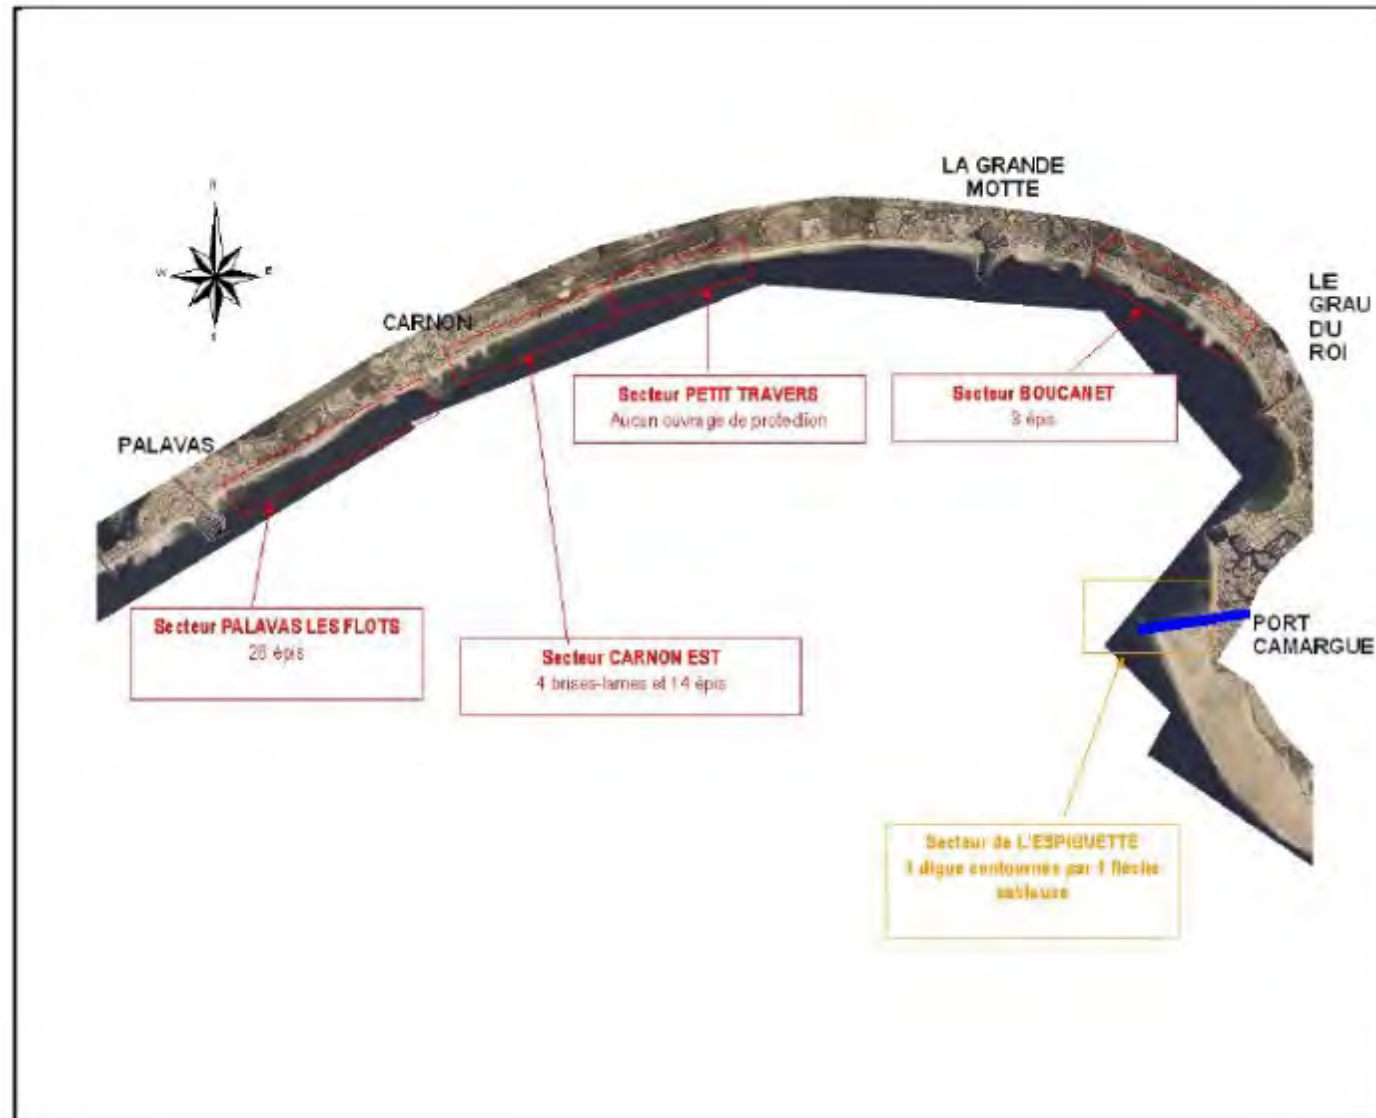 LA GRANDE
MOTTE
N
W
E
S
LE
GRAU
DU
ROI
CARNON
PALAVAS
Secteur PETIT TRAVERS
Aucun ouvrage de protection
Secteur BOUCANET
épis
Secteur PALAVAS LES FLOTS
épis
Secteur CARNON EST
4 brises-lames et 14 épis
PORT
CAMARGUE
Secteur de L'ESPIGUETTE
1 digue contournée par 1 flèche
sableuse